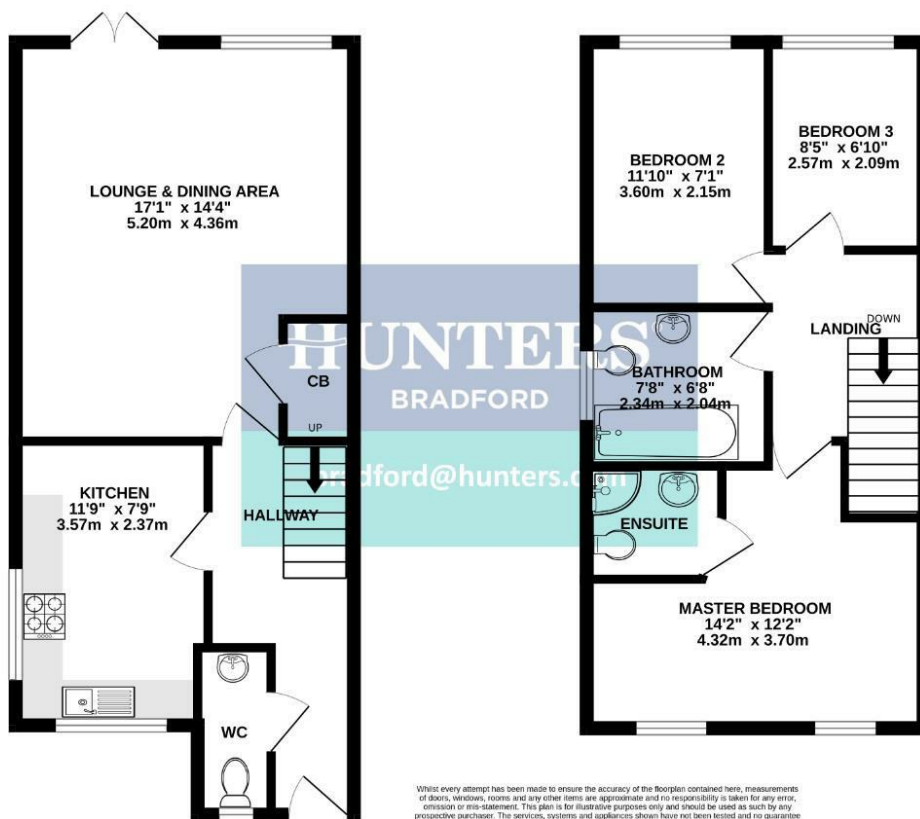 LOUNGE & DINING AREA
17'1" x 14'4"
5.20m x 4.36m
CB
UP
KITCHEN
11'9" x 7'9"
3.57m x 2.37m
HALLWAY
WC
BEDROOM 2
11'10" x 7'1"
3.60m x 2.15m
BEDROOM 3
8'5" x 6'10"
2.57m x 2.09m
DOWN
LANDING
BATHROOM
7'8" x 6'8"
2.34m x 2.04m
ENSUITE
MASTER BEDROOM
14'2" x 12'2"
4.32m x 3.70m
HUNTERS
BRADFORD
bradford@hunters.com
Whilst every attempt has been made to ensure the accuracy of the floorplan contained here, measurements
of doors, windows, rooms and any other items are approximate and no responsibility is taken for any error,
omission or mis-statement. This plan is for illustrative purposes only and should be used as such by any
prospective purchaser. The services, systems and appliances shown have not been tested and no guarantee